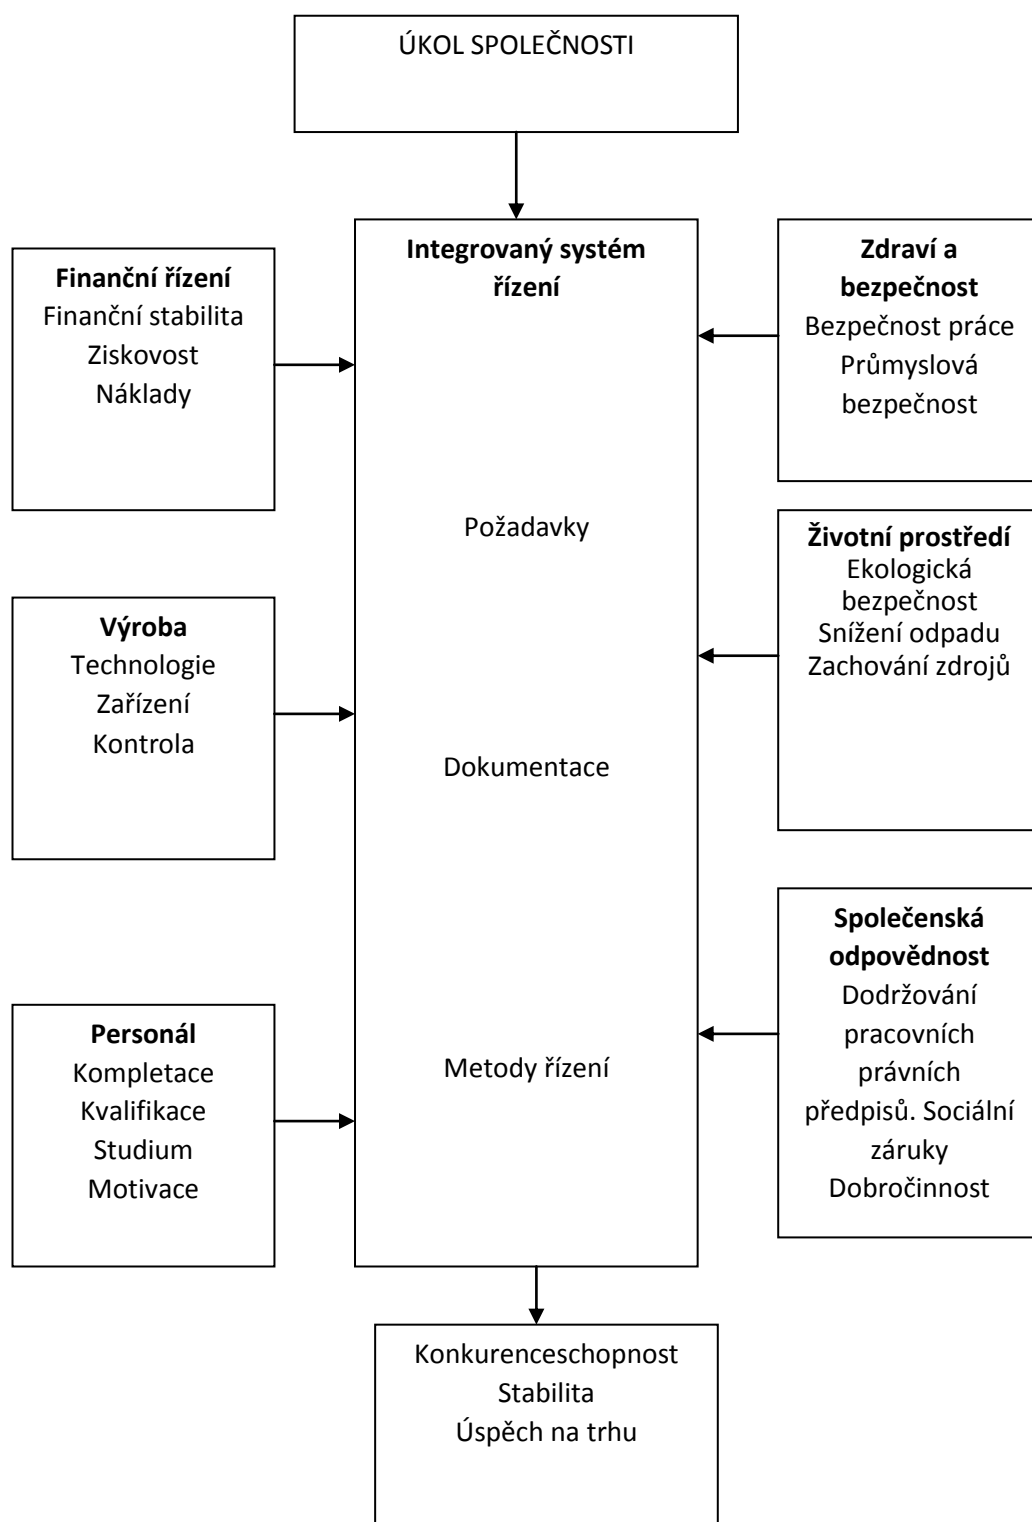 ÚKOL SPOLEČNOSTI
Finanční řízení
Finanční stabilita
Ziskovost
Náklady
Výroba
Technologie
Zařízení
Kontrola
Personál
Kompletace
Kvalifikace
Studium
Motivace
Integrovaný systém
řízení
Požadavky
Dokumentace
Metody řízení
Zdraví a
bezpečnost
Bezpečnost práce
Průmyslová
bezpečnost
Životní prostředí
Ekologická
bezpečnost
Snížení odpadu
Zachování zdrojů
Společenská
odpovědnost
Dodržování
pracovních
právních
předpisů. Sociální
záruky
Dobročinnost
Konkurenceschopnost
Stabilita
Úspěch na trhu